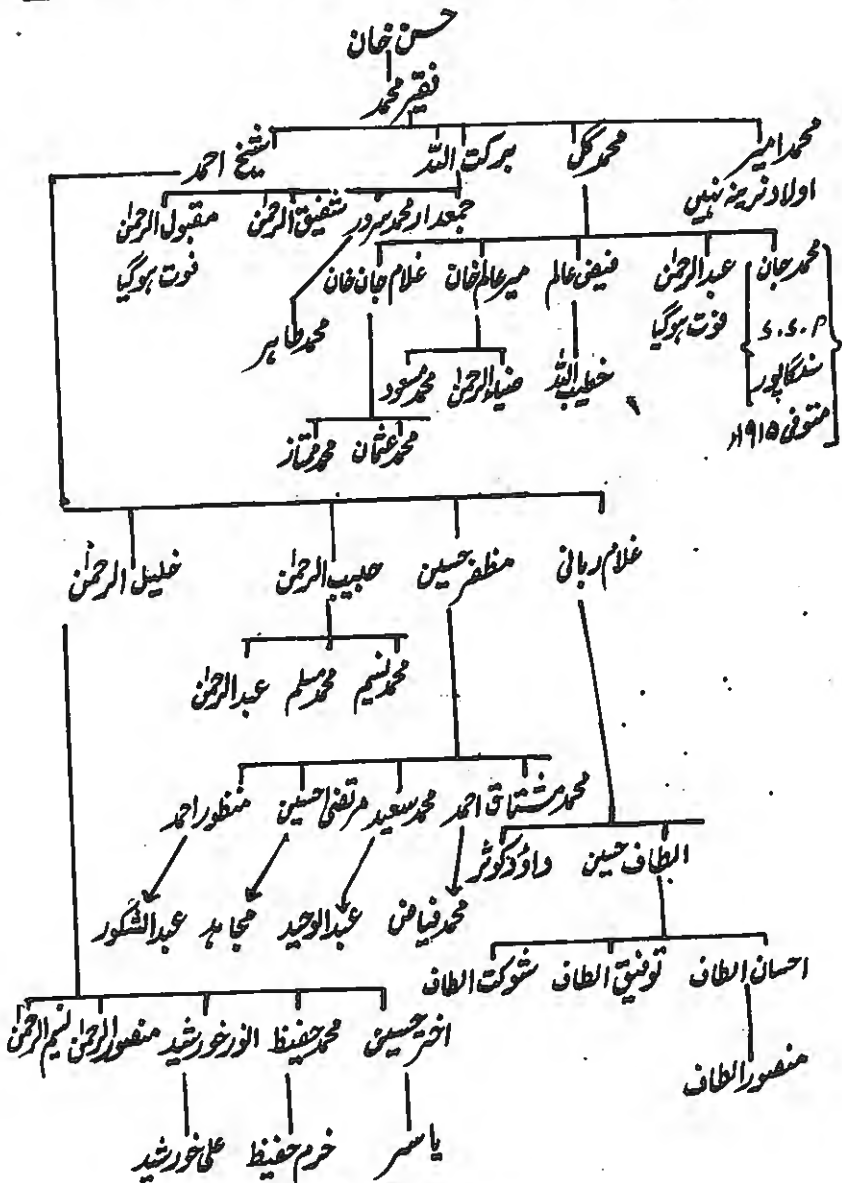 حسن خان
فقیر محمد
محمد امیر محمد گل برکت اللہ شیخ احمد
اولاد نرینہ نہیں
جمعدار محمد سرور شفیق الرحمٰن مقبول الرحمٰن
فوت ہوگیا
محمد طاہر
محمد جان عبدالرحمٰن فیض عالم میر عالم خان غلام جان خان
s.s.p فوت ہوگیا
سنگاپور
متوفی ۱۹۱۵ء
خطیب اللہ ضیاء الرحمٰن محمد مسعود
محمد عثمان محمد ممتاز
غلام ربانی مظفر حسین حبیب الرحمٰن خلیل الرحمٰن
محمد نسیم محمد مسلم عبدالرحمٰن
محمد مشتاق احمد محمد سعید مرتضیٰ حسین منظور احمد
الطاف حسین داؤد کوثر
محمد فیاض عبدالوحید مجاہد عبدالشکور
احسان الطاف توفیق الطاف شوکت الطاف
منصور الطاف
اختر حسین محمد حفیظ انور خورشید منصور الرحمٰن نسیم الرحمٰن
یاسر خرم حفیظ علی خورشید